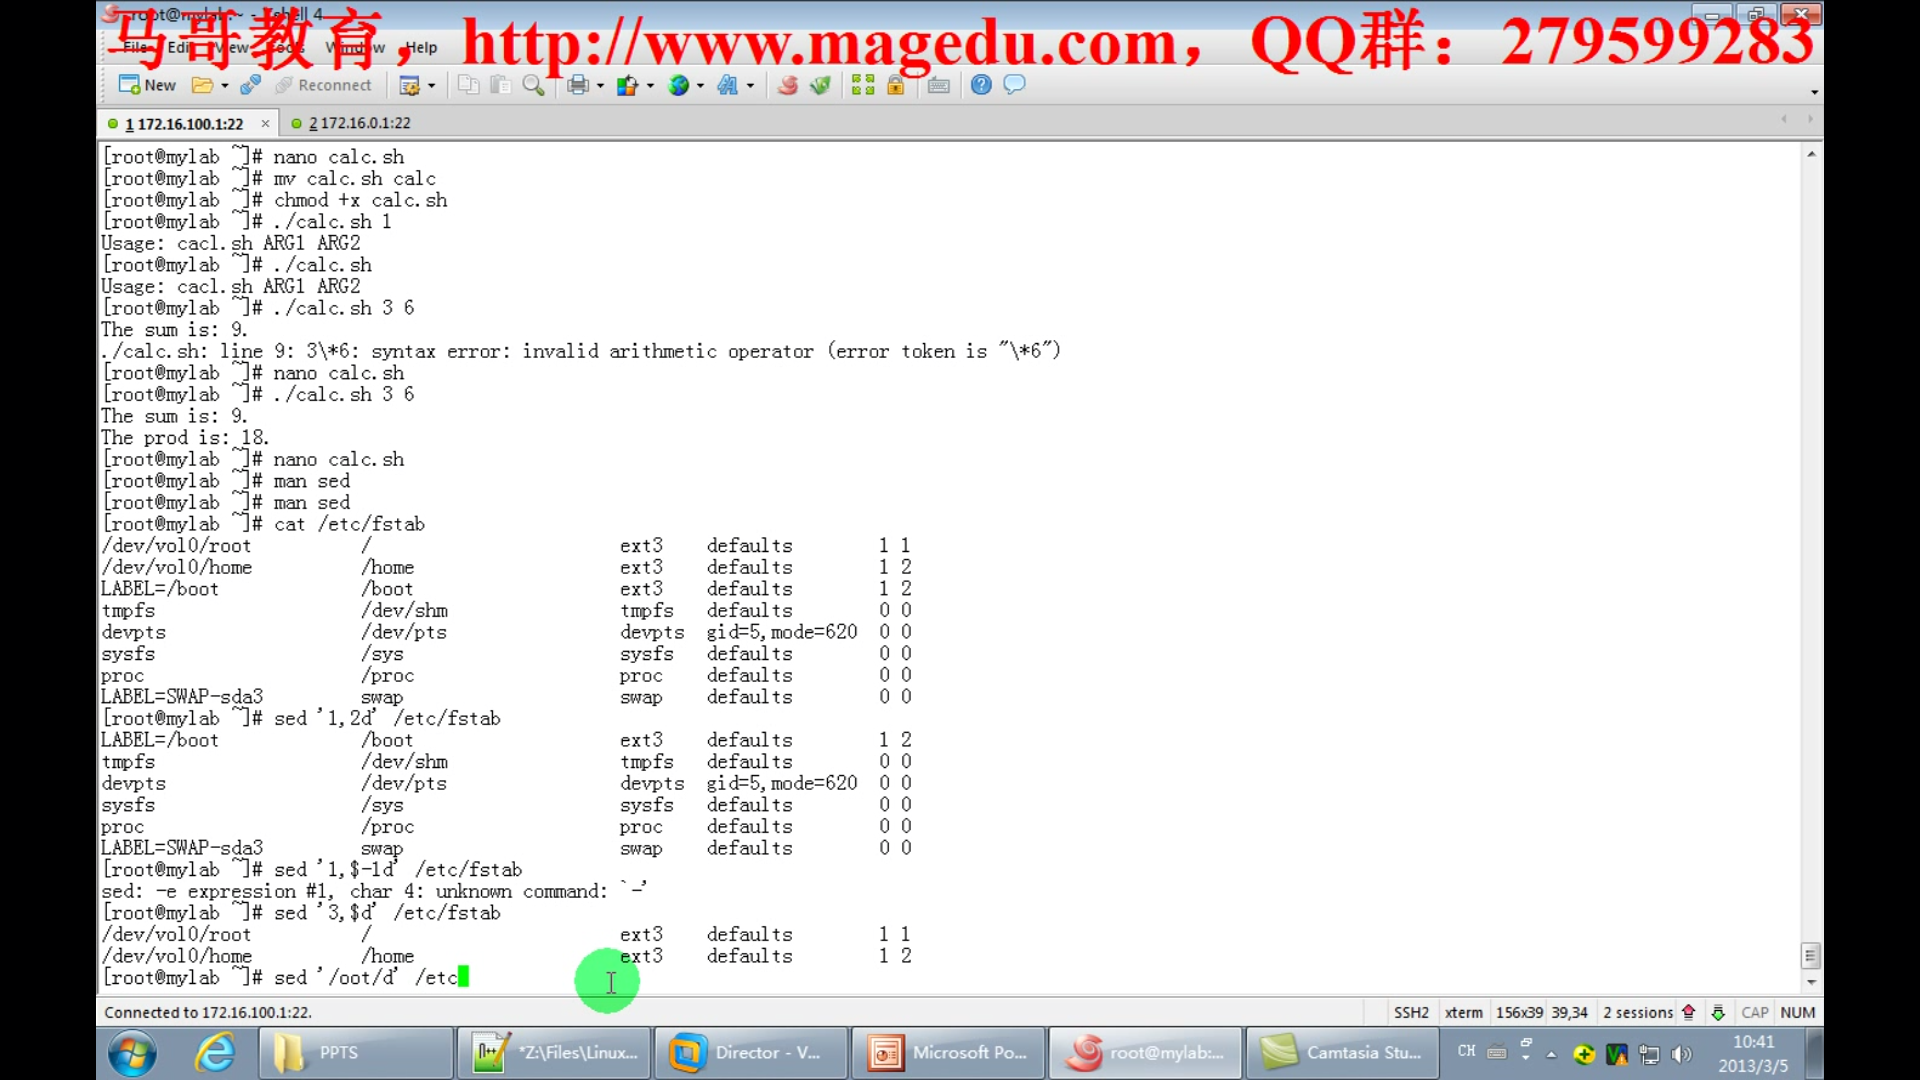 root@mylab:~ - Xshell 4
马哥教育，http://www.magedu.com，QQ群：279599283
File Edit View Tools Window Help
New Reconnect
1 172.16.100.1:22 2 172.16.0.1:22
[root@mylab ~]# nano calc.sh
[root@mylab ~]# mv calc.sh calc
[root@mylab ~]# chmod +x calc.sh
[root@mylab ~]# ./calc.sh 1
Usage: cacl.sh ARG1 ARG2
[root@mylab ~]# ./calc.sh
Usage: cacl.sh ARG1 ARG2
[root@mylab ~]# ./calc.sh 3 6
The sum is: 9.
./calc.sh: line 9: 3\*6: syntax error: invalid arithmetic operator (error token is "\*6")
[root@mylab ~]# nano calc.sh
[root@mylab ~]# ./calc.sh 3 6
The sum is: 9.
The prod is: 18.
[root@mylab ~]# nano calc.sh
[root@mylab ~]# man sed
[root@mylab ~]# man sed
[root@mylab ~]# cat /etc/fstab
/dev/vol0/root / ext3 defaults 1 1
/dev/vol0/home /home ext3 defaults 1 2
LABEL=/boot /boot ext3 defaults 1 2
tmpfs /dev/shm tmpfs defaults 0 0
devpts /dev/pts devpts gid=5,mode=620 0 0
sysfs /sys sysfs defaults 0 0
proc /proc proc defaults 0 0
LABEL=SWAP-sda3 swap swap defaults 0 0
[root@mylab ~]# sed '1,2d' /etc/fstab
LABEL=/boot /boot ext3 defaults 1 2
tmpfs /dev/shm tmpfs defaults 0 0
devpts /dev/pts devpts gid=5,mode=620 0 0
sysfs /sys sysfs defaults 0 0
proc /proc proc defaults 0 0
LABEL=SWAP-sda3 swap swap defaults 0 0
[root@mylab ~]# sed '1,$-1d' /etc/fstab
sed: -e expression #1, char 4: unknown command: `-'
[root@mylab ~]# sed '3,$d' /etc/fstab
/dev/vol0/root / ext3 defaults 1 1
/dev/vol0/home /home ext3 defaults 1 2
[root@mylab ~]# sed '/oot/d' /etc
Connected to 172.16.100.1:22. SSH2 xterm 156x39 39,34 2 sessions CAP NUM
PPTS *Z:\Files\Linux... Director - V... Microsoft Po... root@mylab:... Camtasia Stu... CH 10:41
2013/3/5